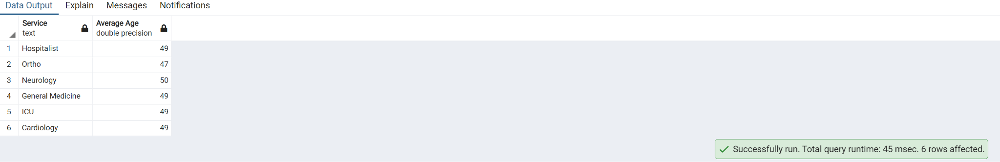 Data Output Explain Messages Notifications
Service Average Age
text double precision
1 Hospitalist 49
2 Ortho 47
3 Neurology 50
4 General Medicine 49
5 ICU 49
6 Cardiology 49
Successfully run. Total query runtime: 45 msec. 6 rows affected.